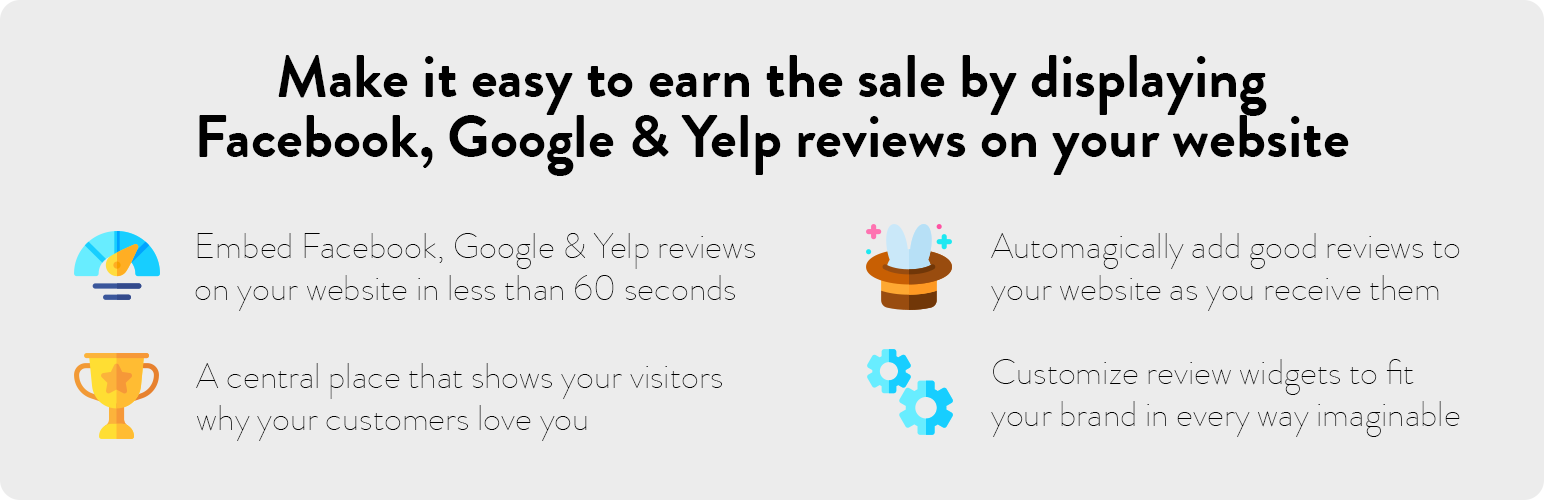 Make it easy to earn the sale by displaying
Facebook, Google & Yelp reviews on your website
Embed Facebook, Google & Yelp reviews
on your website in less than 60 seconds
Automagically add good reviews to
your website as you receive them
A central place that shows your visitors
why your customers love you
Customize review widgets to fit
your brand in every way imaginable